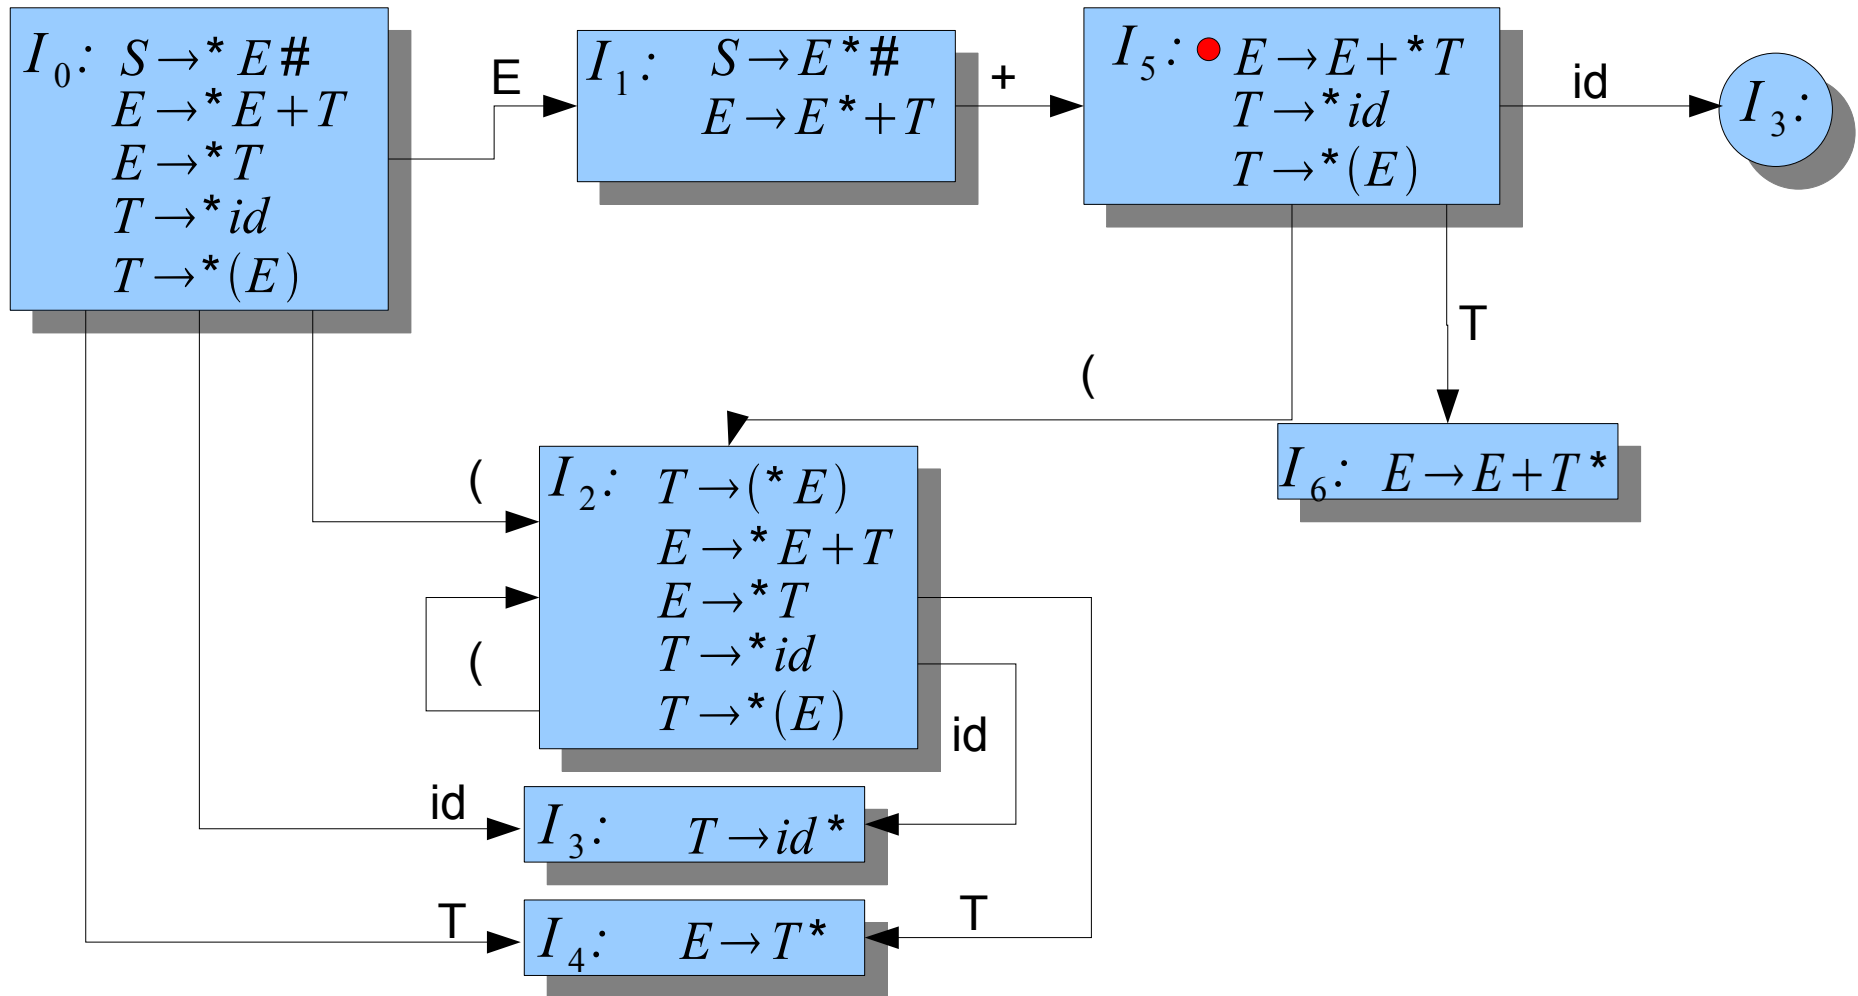 I0: S→* E #
E→* E + T
E→* T
T→* id
T→* (E)
E
I1: S→E * #
E→E * + T
+
I5: E→E + * T
T→* id
T→* (E)
id
I3:
(
T
I6: E→E + T *
(
I2: T→(* E)
E→* E + T
E→* T
T→* id
T→* (E)
(
id
id
I3: T→id *
T
T
I4: E→T *